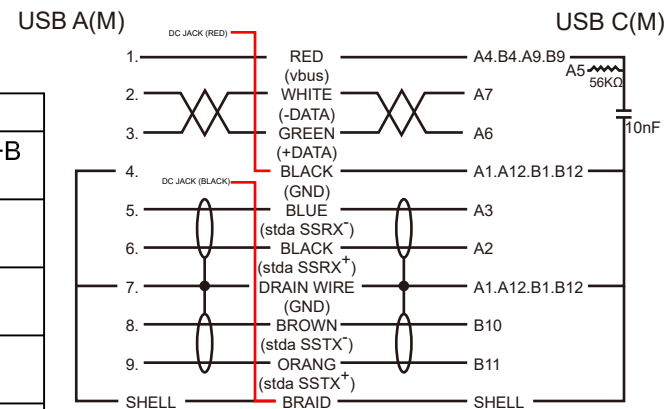 USB A(M) USB C(M)
DC JACK (RED)
1. RED A4.B4.A9.B9
(vbus) A5 56KΩ
2. WHITE A7
(-DATA) 10nF
3. GREEN A6
(+DATA)
-B
4. BLACK A1.A12.B1.B12
DC JACK (BLACK) (GND)
5. BLUE A3
(stda SSRX-)
6. BLACK A2
(stda SSRX+)
7. DRAIN WIRE A1.A12.B1.B12
(GND)
8. BROWN B10
(stda SSTX-)
9. ORANG B11
(stda SSTX+)
SHELL BRAID SHELL